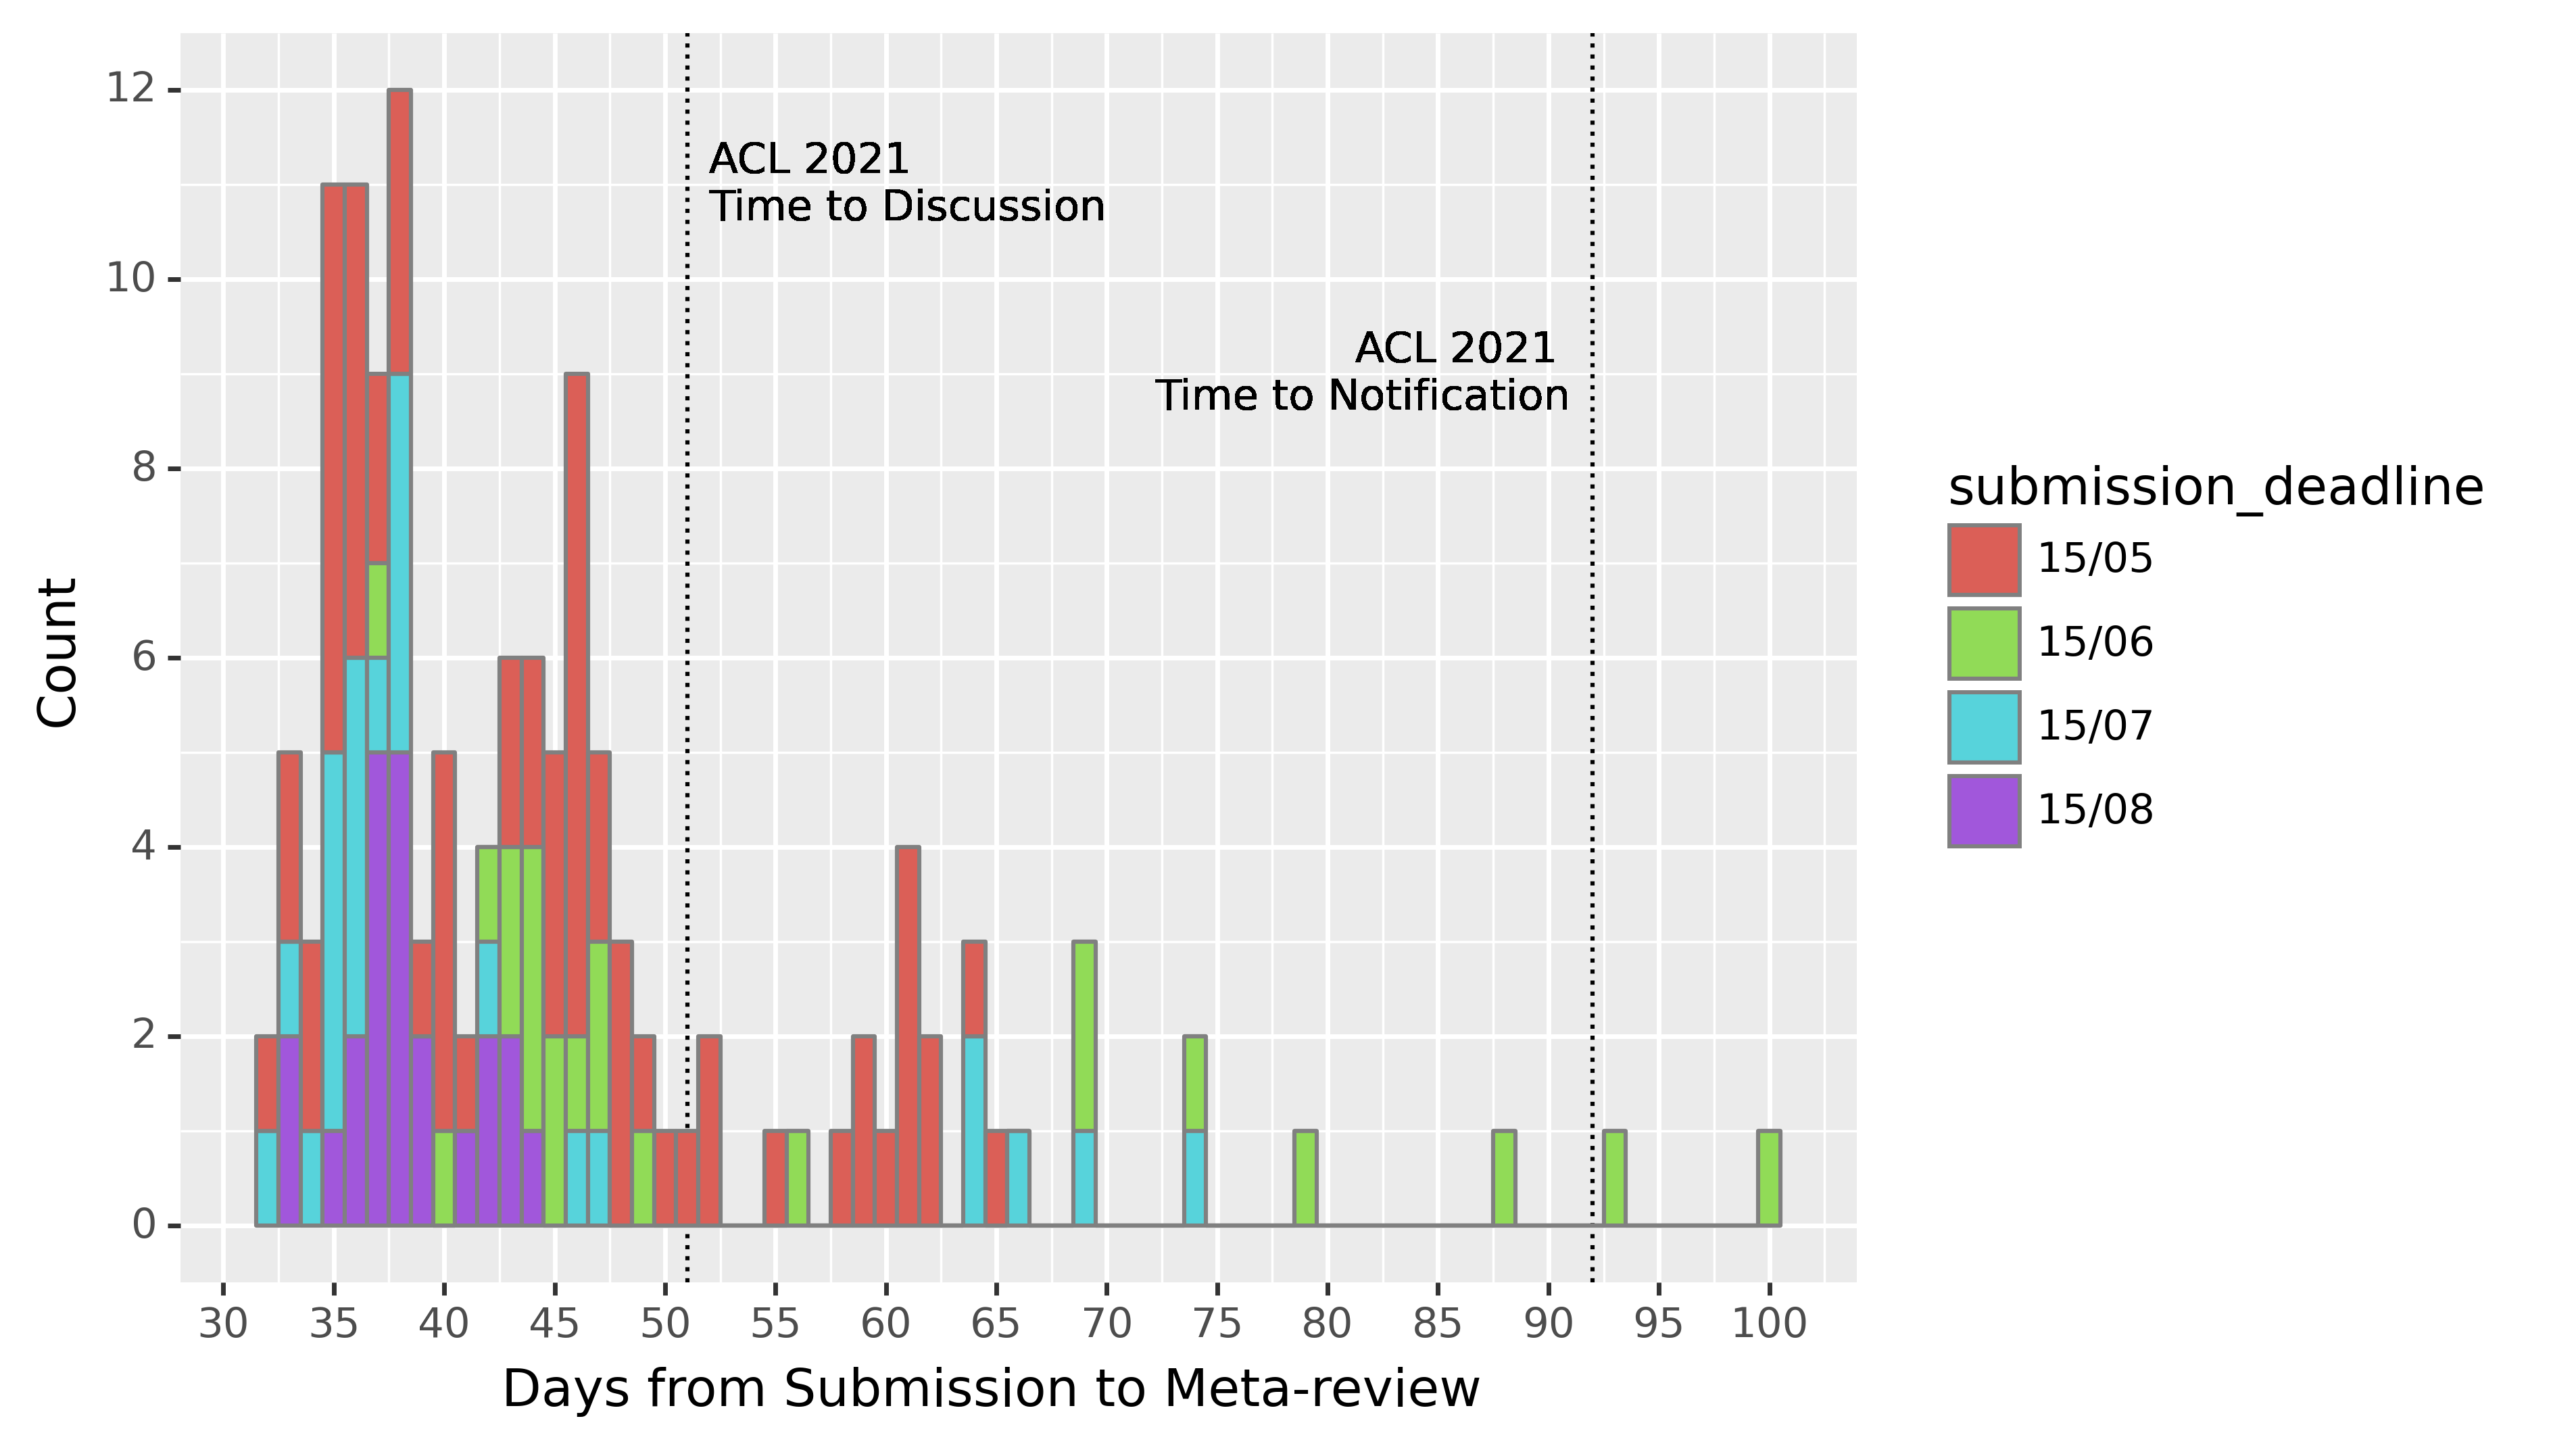 12
10
8
6
4
2
0
Count
ACL 2021
Time to Discussion
ACL 2021
Time to Notification
30 35 40 45 50 55 60 65 70 75 80 85 90 95 100
Days from Submission to Meta-review
submission_deadline
15/05
15/06
15/07
15/08